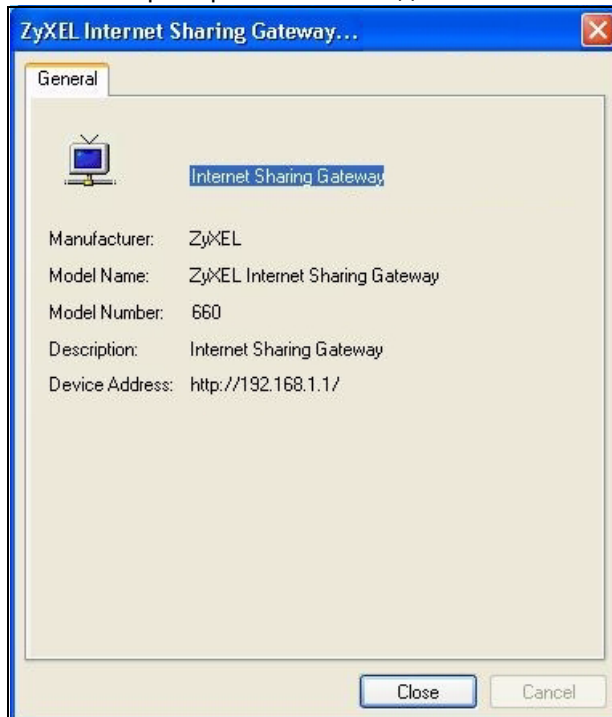 ZyXEL Internet Sharing Gateway...
General
Internet Sharing Gateway
Manufacturer: ZyXEL
Model Name: ZyXEL Internet Sharing Gateway
Model Number: 660
Description: Internet Sharing Gateway
Device Address: http://192.168.1.1/
Close Cancel